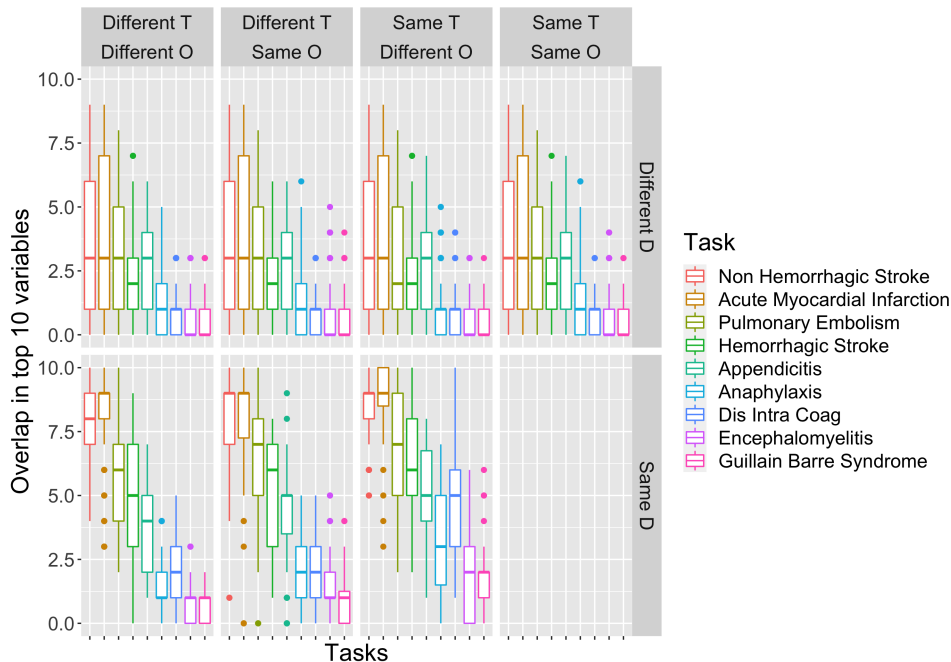 Different T
Different O
Different T
Same O
Same T
Different O
Same T
Same O
Overlap in top 10 variables
10.0
7.5
5.0
2.5
0.0
Different D
10.0
7.5
5.0
2.5
0.0
Same D
Tasks
Task
Non Hemorrhagic Stroke
Acute Myocardial Infarction
Pulmonary Embolism
Hemorrhagic Stroke
Appendicitis
Anaphylaxis
Dis Intra Coag
Encephalomyelitis
Guillain Barre Syndrome